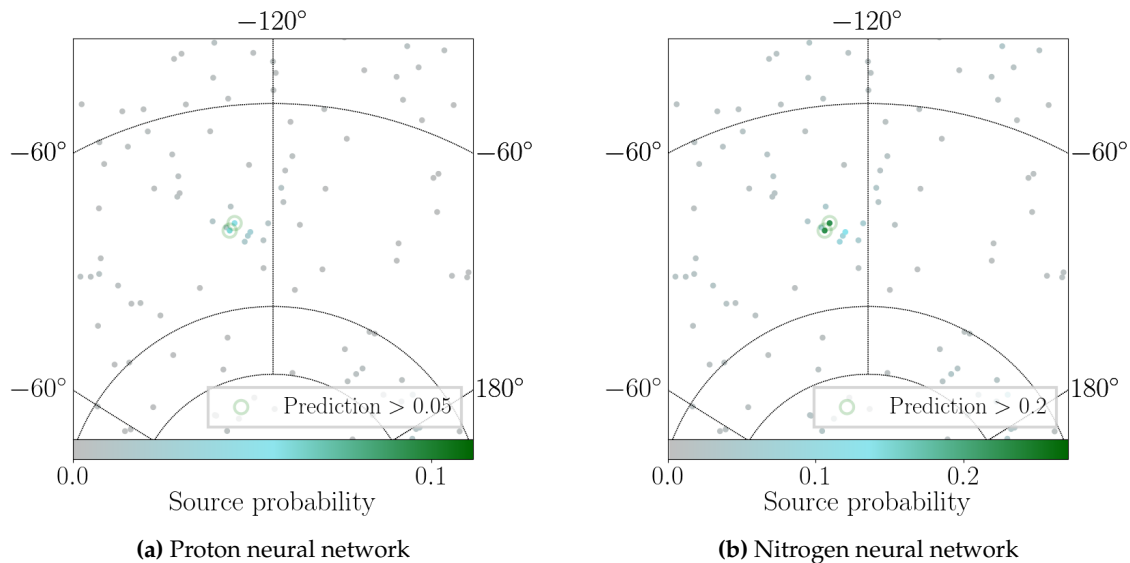 −120°
−60°
−60°
−60°
180°
Prediction > 0.05
0.0
0.1
Source probability
(a) Proton neural network
−120°
−60°
−60°
−60°
180°
Prediction > 0.2
0.0
0.1
0.2
Source probability
(b) Nitrogen neural network